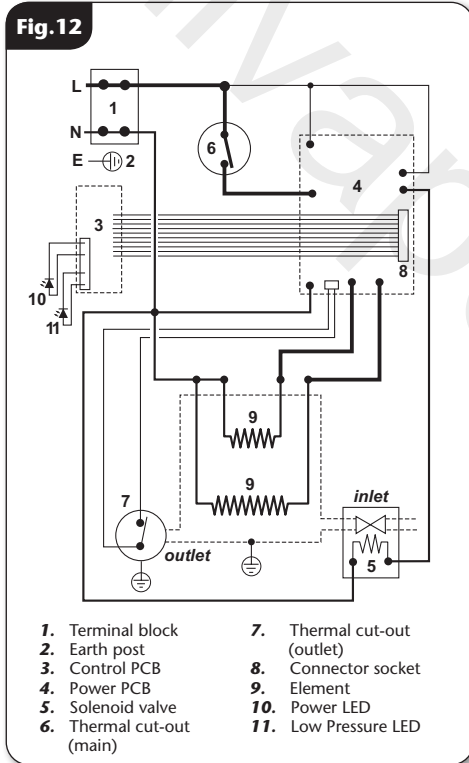 Fig.12
L
1
N
E
2
6
4
3
8
10
11
9
9
7
outlet
inlet
5
1. Terminal block
2. Earth post
3. Control PCB
4. Power PCB
5. Solenoid valve
6. Thermal cut-out
(main)
7. Thermal cut-out
(outlet)
8. Connector socket
9. Element
10. Power LED
11. Low Pressure LED